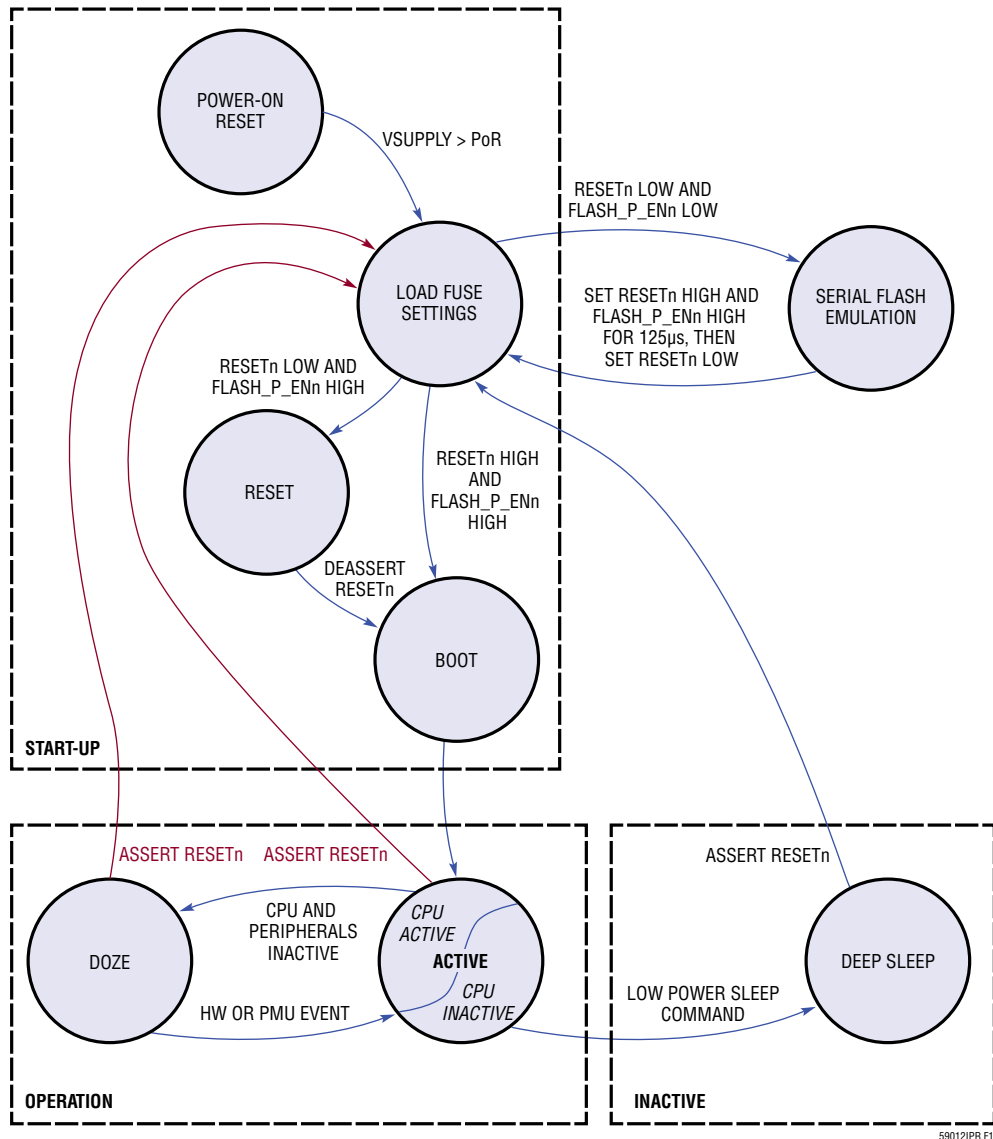 POWER-ON
RESET
VSUPPLY > PoR
RESETn LOW AND
FLASH_P_ENn LOW
LOAD FUSE
SETTINGS
SET RESETn HIGH AND
FLASH_P_ENn HIGH
FOR 125µs, THEN
SET RESETn LOW
SERIAL FLASH
EMULATION
RESETn LOW AND
FLASH_P_ENn HIGH
RESET
RESETn HIGH
AND
FLASH_P_ENn
HIGH
DEASSERT
RESETn
BOOT
START-UP
ASSERT RESETn
ASSERT RESETn
ASSERT RESETn
CPU AND
PERIPHERALS
INACTIVE
CPU
ACTIVE
ACTIVE
CPU
INACTIVE
DOZE
HW OR PMU EVENT
LOW POWER SLEEP
COMMAND
DEEP SLEEP
OPERATION
INACTIVE
59012IPR F1